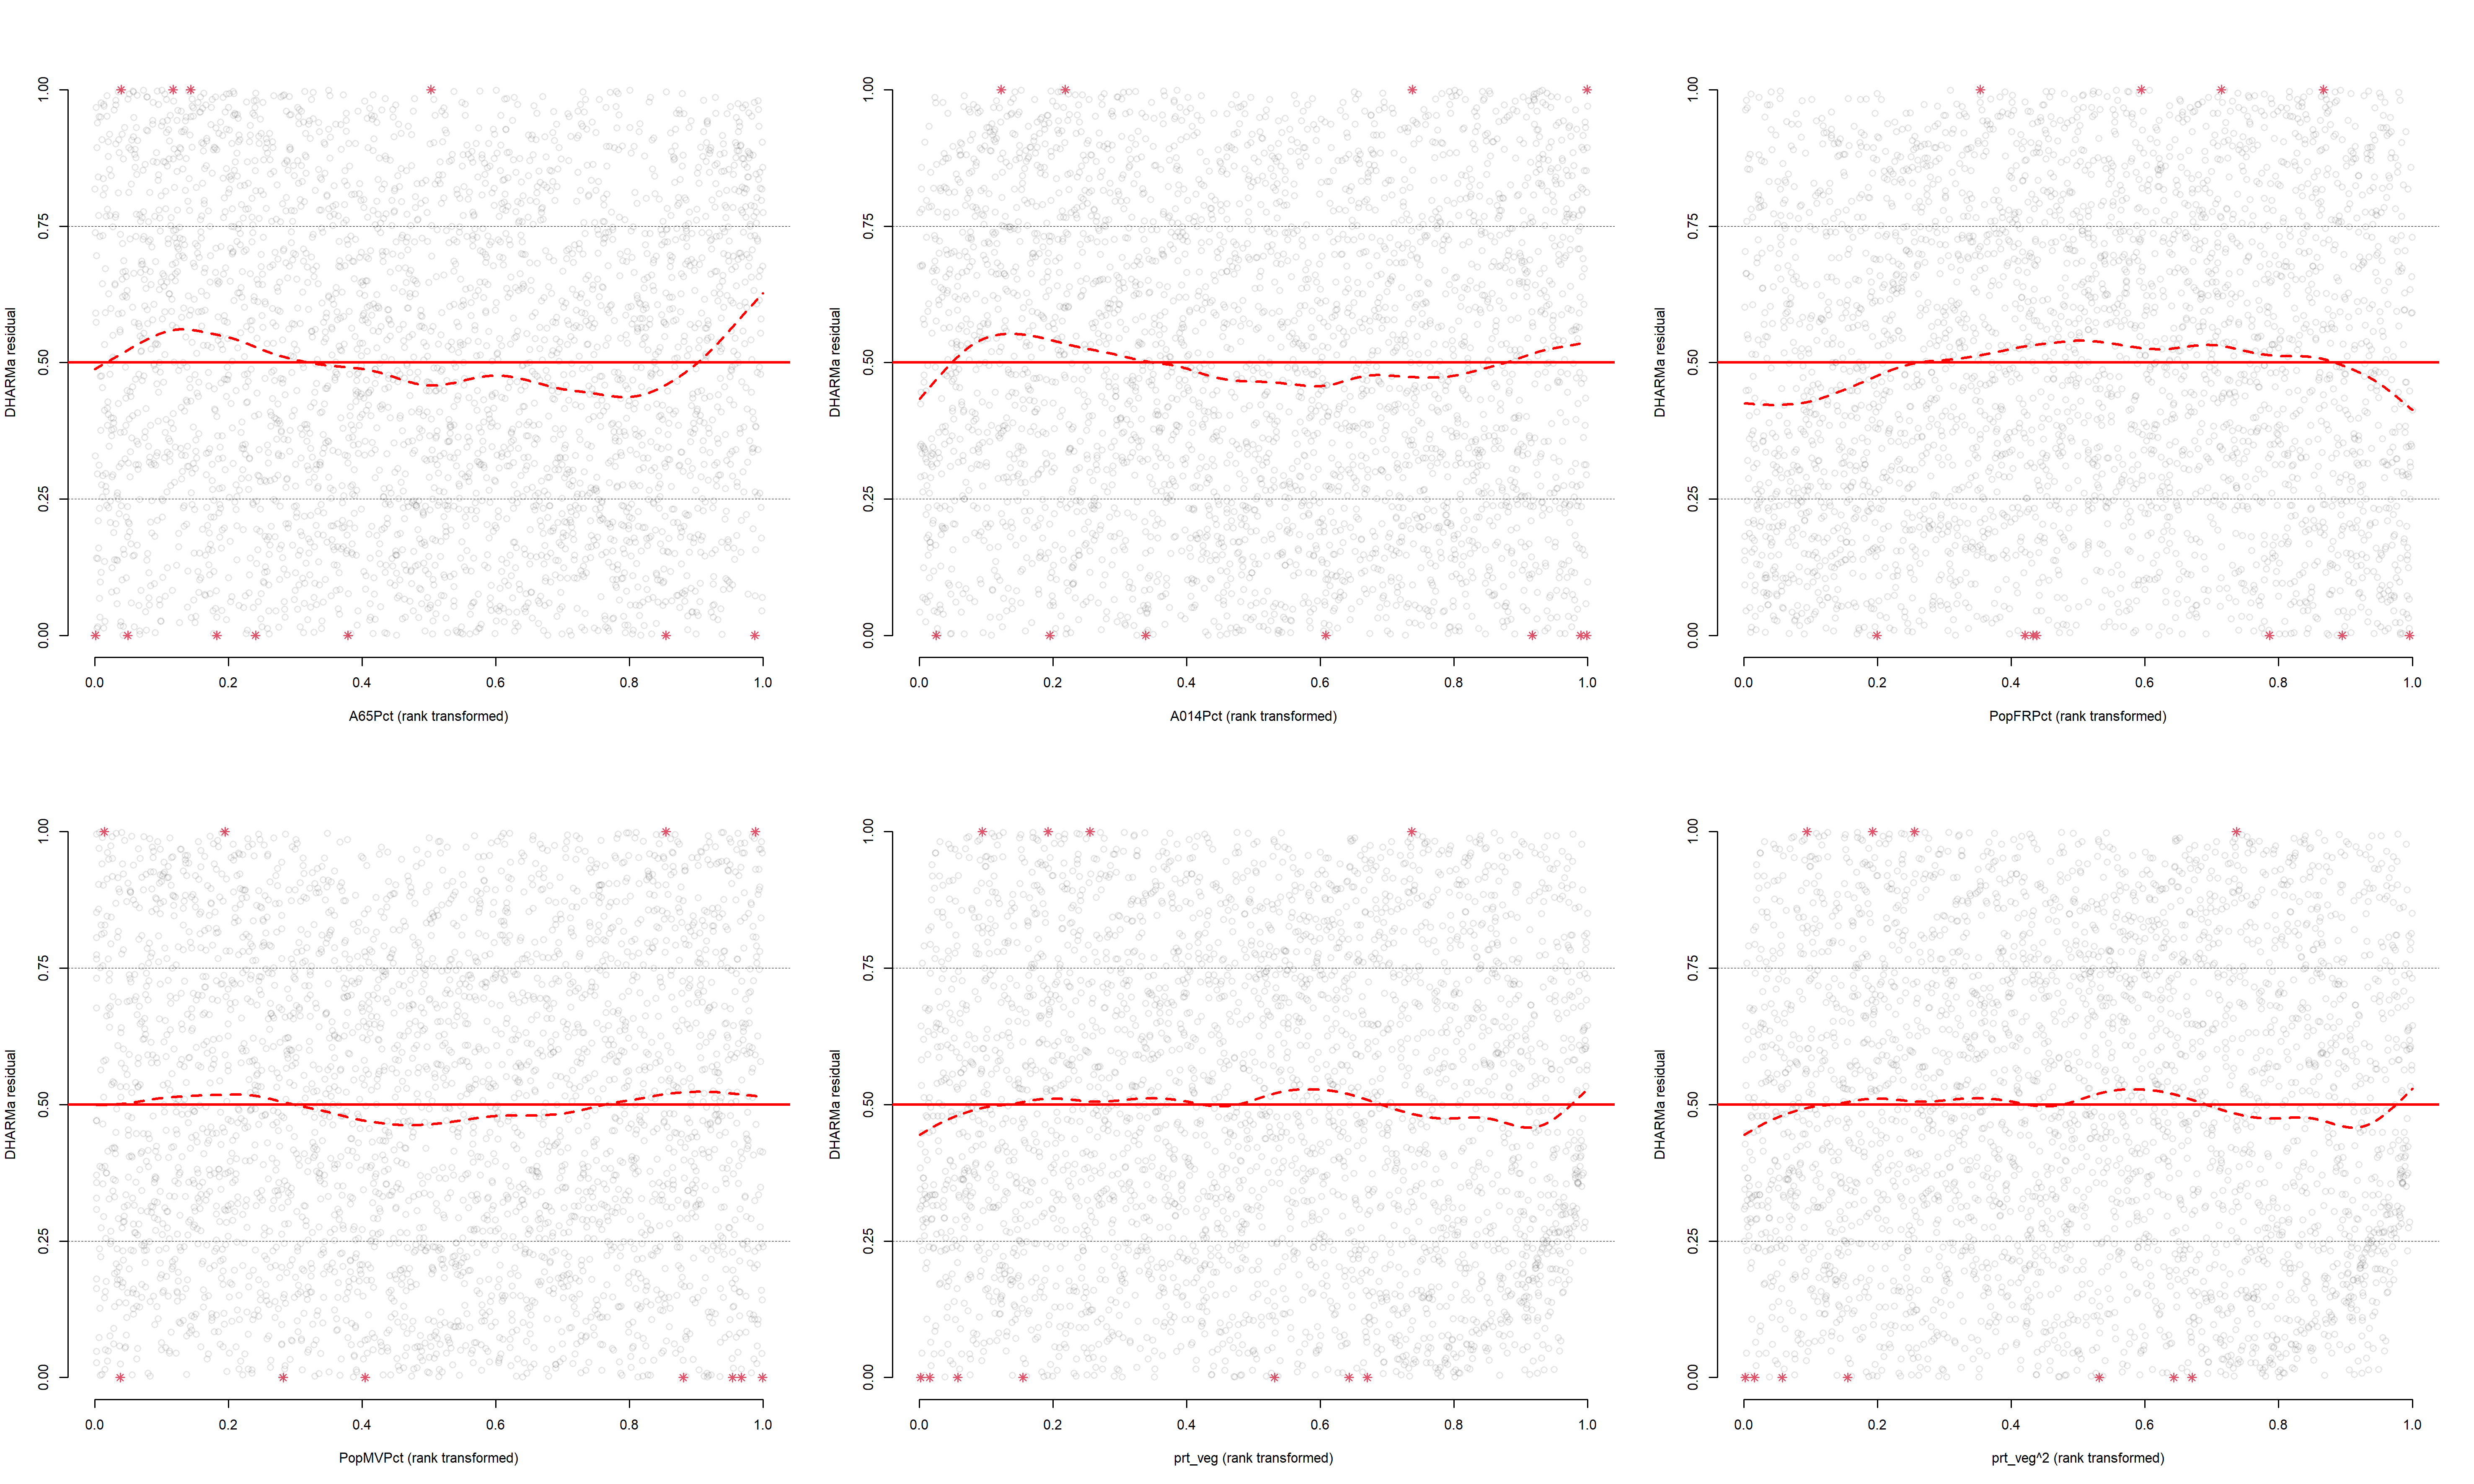 DHARMa residual
1.00
0.75
0.50
0.25
0.00
0.0 0.2 0.4 0.6 0.8 1.0
A65Pct (rank transformed)
DHARMa residual
1.00
0.75
0.50
0.25
0.00
0.0 0.2 0.4 0.6 0.8 1.0
A014Pct (rank transformed)
DHARMa residual
1.00
0.75
0.50
0.25
0.00
0.0 0.2 0.4 0.6 0.8 1.0
PopFRPct (rank transformed)
DHARMa residual
1.00
0.75
0.50
0.25
0.00
0.0 0.2 0.4 0.6 0.8 1.0
PopMVPct (rank transformed)
DHARMa residual
1.00
0.75
0.50
0.25
0.00
0.0 0.2 0.4 0.6 0.8 1.0
prt_veg (rank transformed)
DHARMa residual
1.00
0.75
0.50
0.25
0.00
0.0 0.2 0.4 0.6 0.8 1.0
prt_veg^2 (rank transformed)